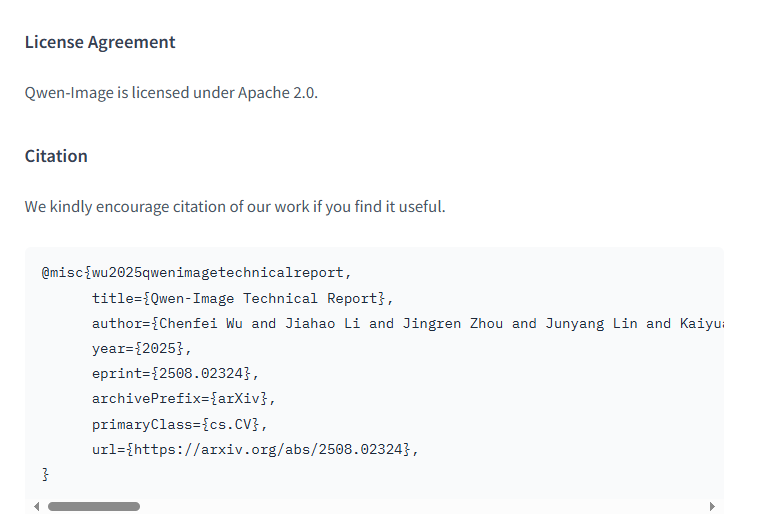 License Agreement
Qwen-Image is licensed under Apache 2.0.
Citation
We kindly encourage citation of our work if you find it useful.
@misc{wu2025qwenimagetechnicalreport,
      title={Qwen-Image Technical Report},
      author={Chenfei Wu and Jiahao Li and Jingren Zhou and Junyang Lin and
      year={2025},
      eprint={2508.02324},
      archivePrefix={arXiv},
      primaryClass={cs.CV},
      url={https://arxiv.org/abs/2508.02324},
}